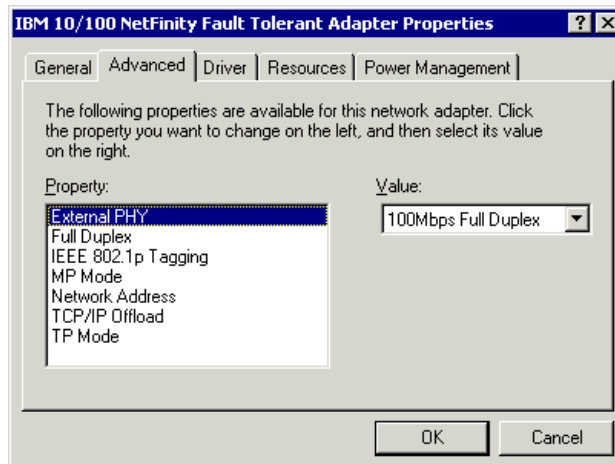 IBM 10/100 NetFinity Fault Tolerant Adapter Properties
General Advanced Driver Resources Power Management
The following properties are available for this network adapter. Click
the property you want to change on the left, and then select its value
on the right.
Property:
External PHY
Full Duplex
IEEE 802.1p Tagging
MP Mode
Network Address
TCP/IP Offload
TP Mode
Value:
100Mbps Full Duplex
OK Cancel